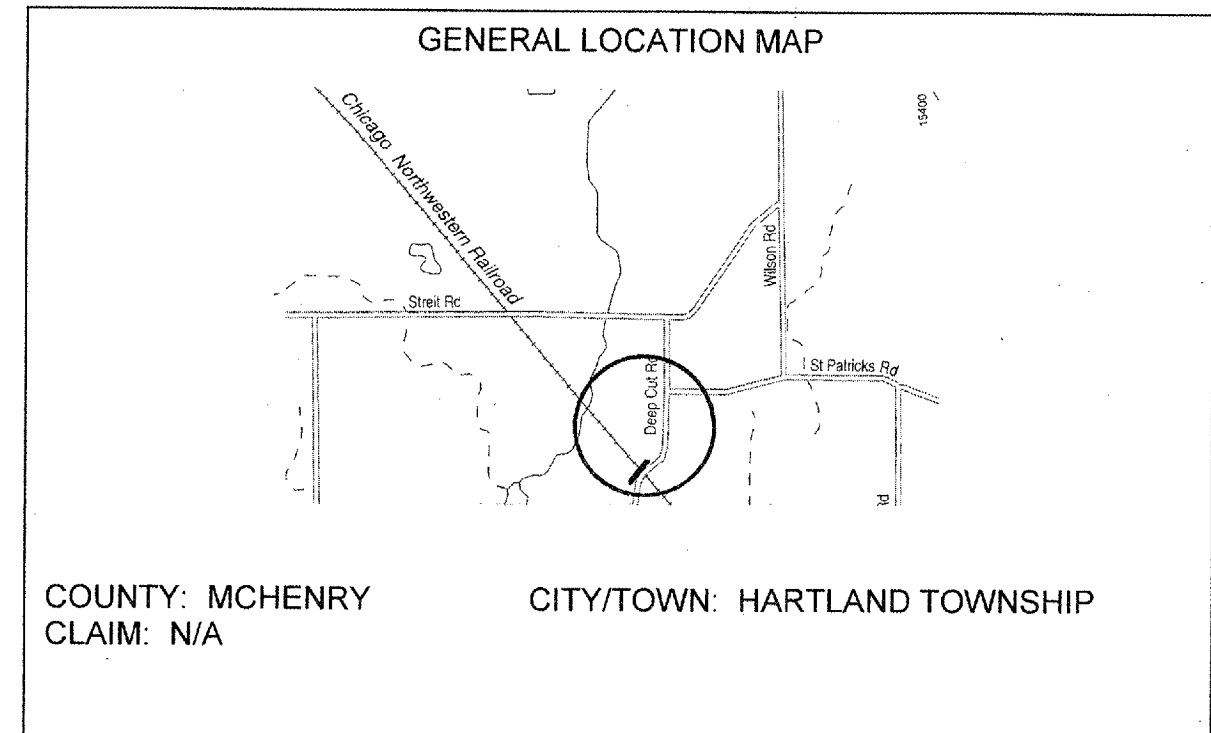 GENERAL LOCATION MAP
Chicago Northwestern Railroad
15400
Wilson Rd
Streit Rd
St Patricks Rd
Deep Cut Rd
Rd
COUNTY: MCHENRY
CITY/TOWN: HARTLAND TOWNSHIP
CLAIM: N/A